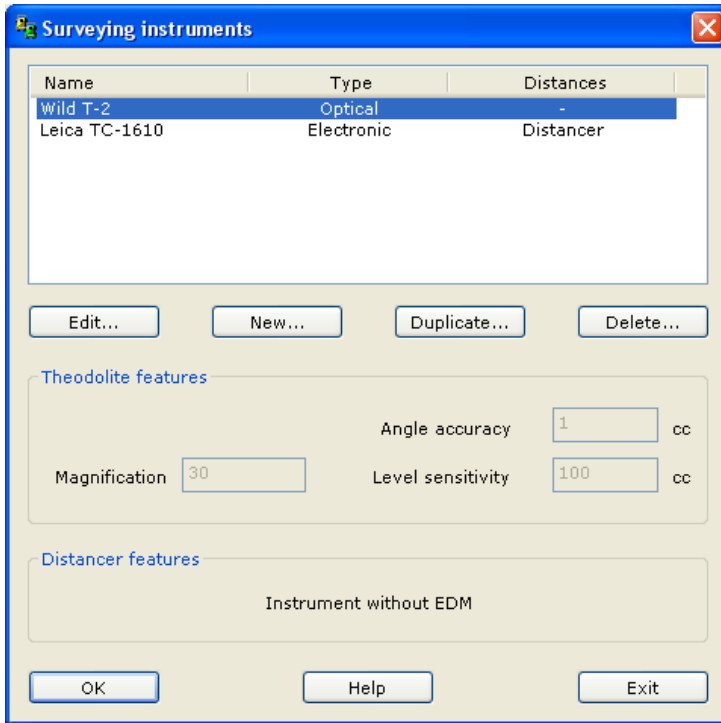 Surveying instruments
Name Type Distances
Wild T-2 Optical -
Leica TC-1610 Electronic Distancer
Edit... New... Duplicate... Delete...
Theodolite features
Angle accuracy 1 cc
Magnification 30 Level sensitivity 100 cc
Distancer features
Instrument without EDM
OK Help Exit